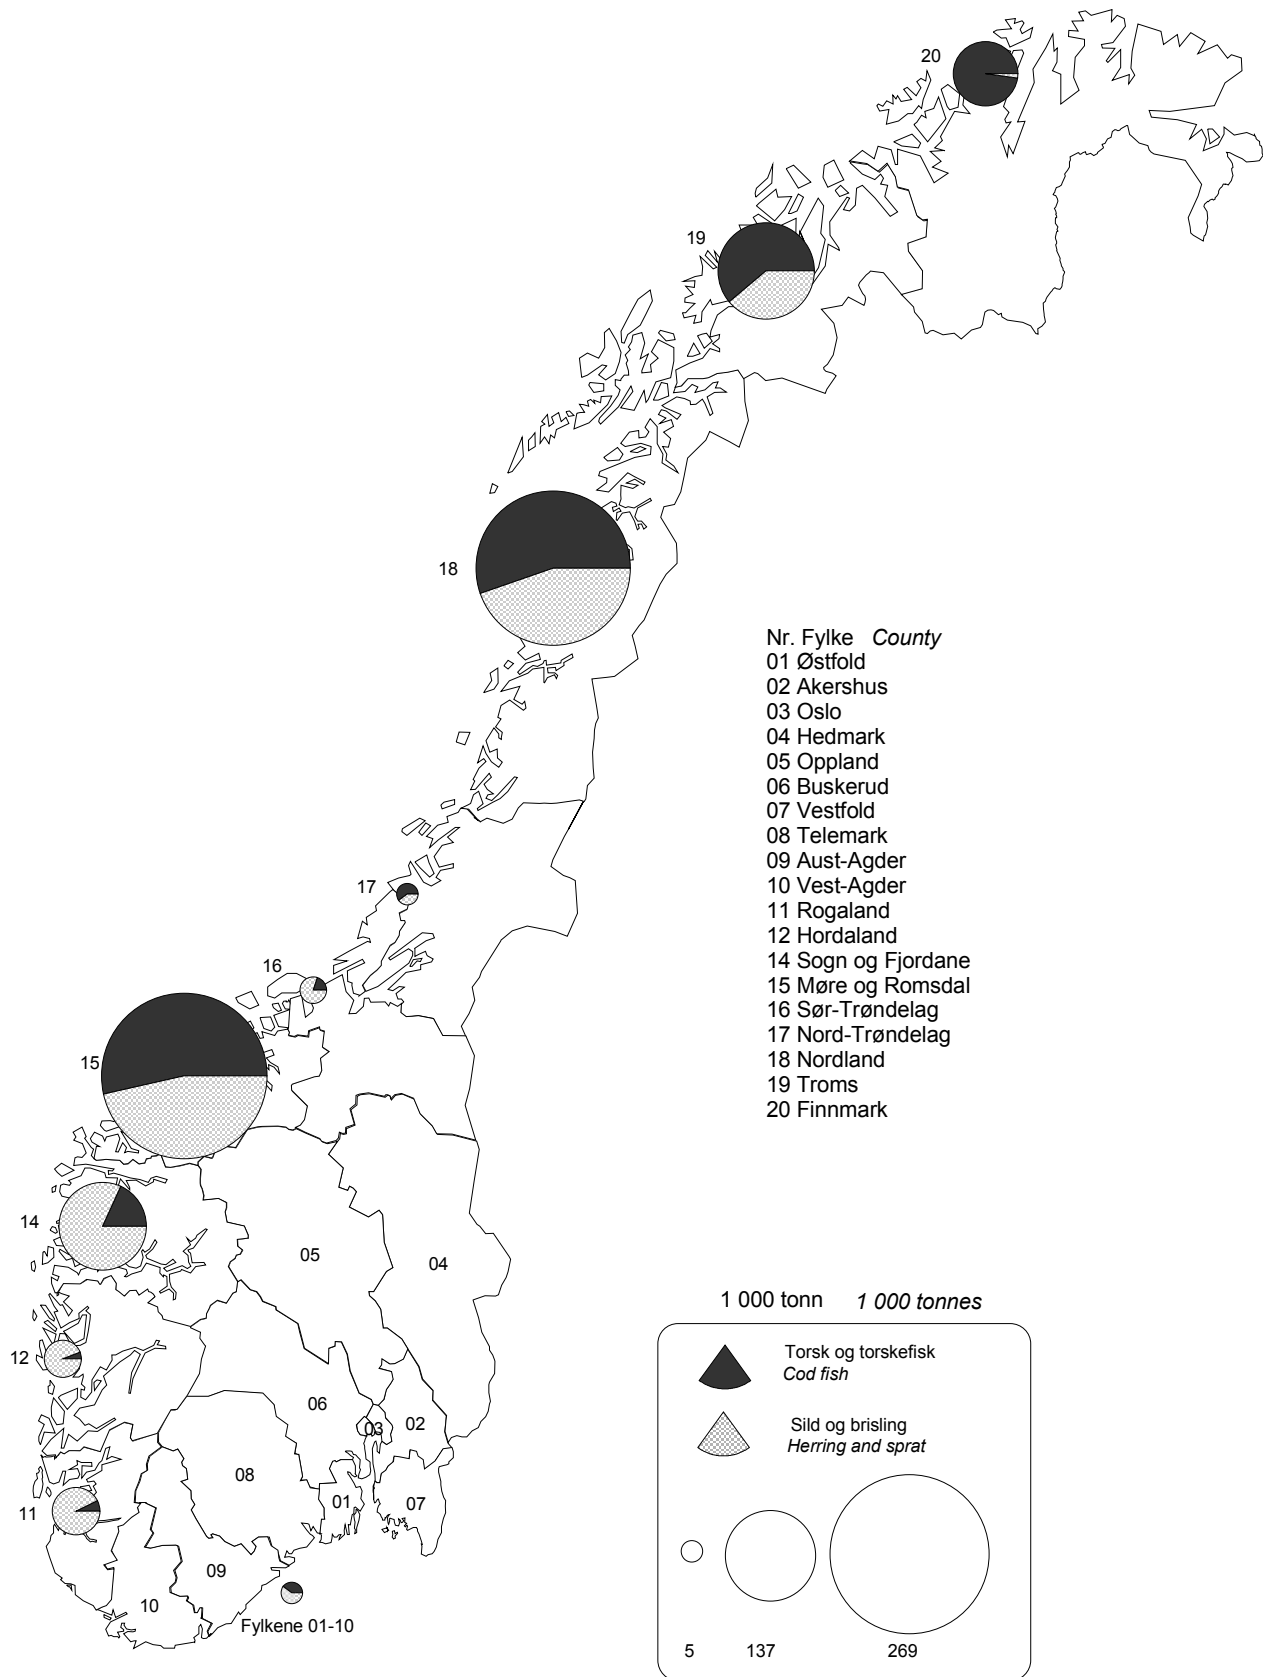 20
19
18
Nr. Fylke County
01 Østfold
02 Akershus
03 Oslo
04 Hedmark
05 Oppland
06 Buskerud
07 Vestfold
08 Telemark
09 Aust-Agder
10 Vest-Agder
11 Rogaland
12 Hordaland
14 Sogn og Fjordane
15 Møre og Romsdal
16 Sør-Trøndelag
17 Nord-Trøndelag
18 Nordland
19 Troms
20 Finnmark
17
16
15
14
05
04
12
06
03
02
08
01
07
11
09
10
Fylkene 01-10
1 000 tonn 1 000 tonnes
Torsk og torskefisk
Cod fish
Sild og brisling
Herring and sprat
5 137 269